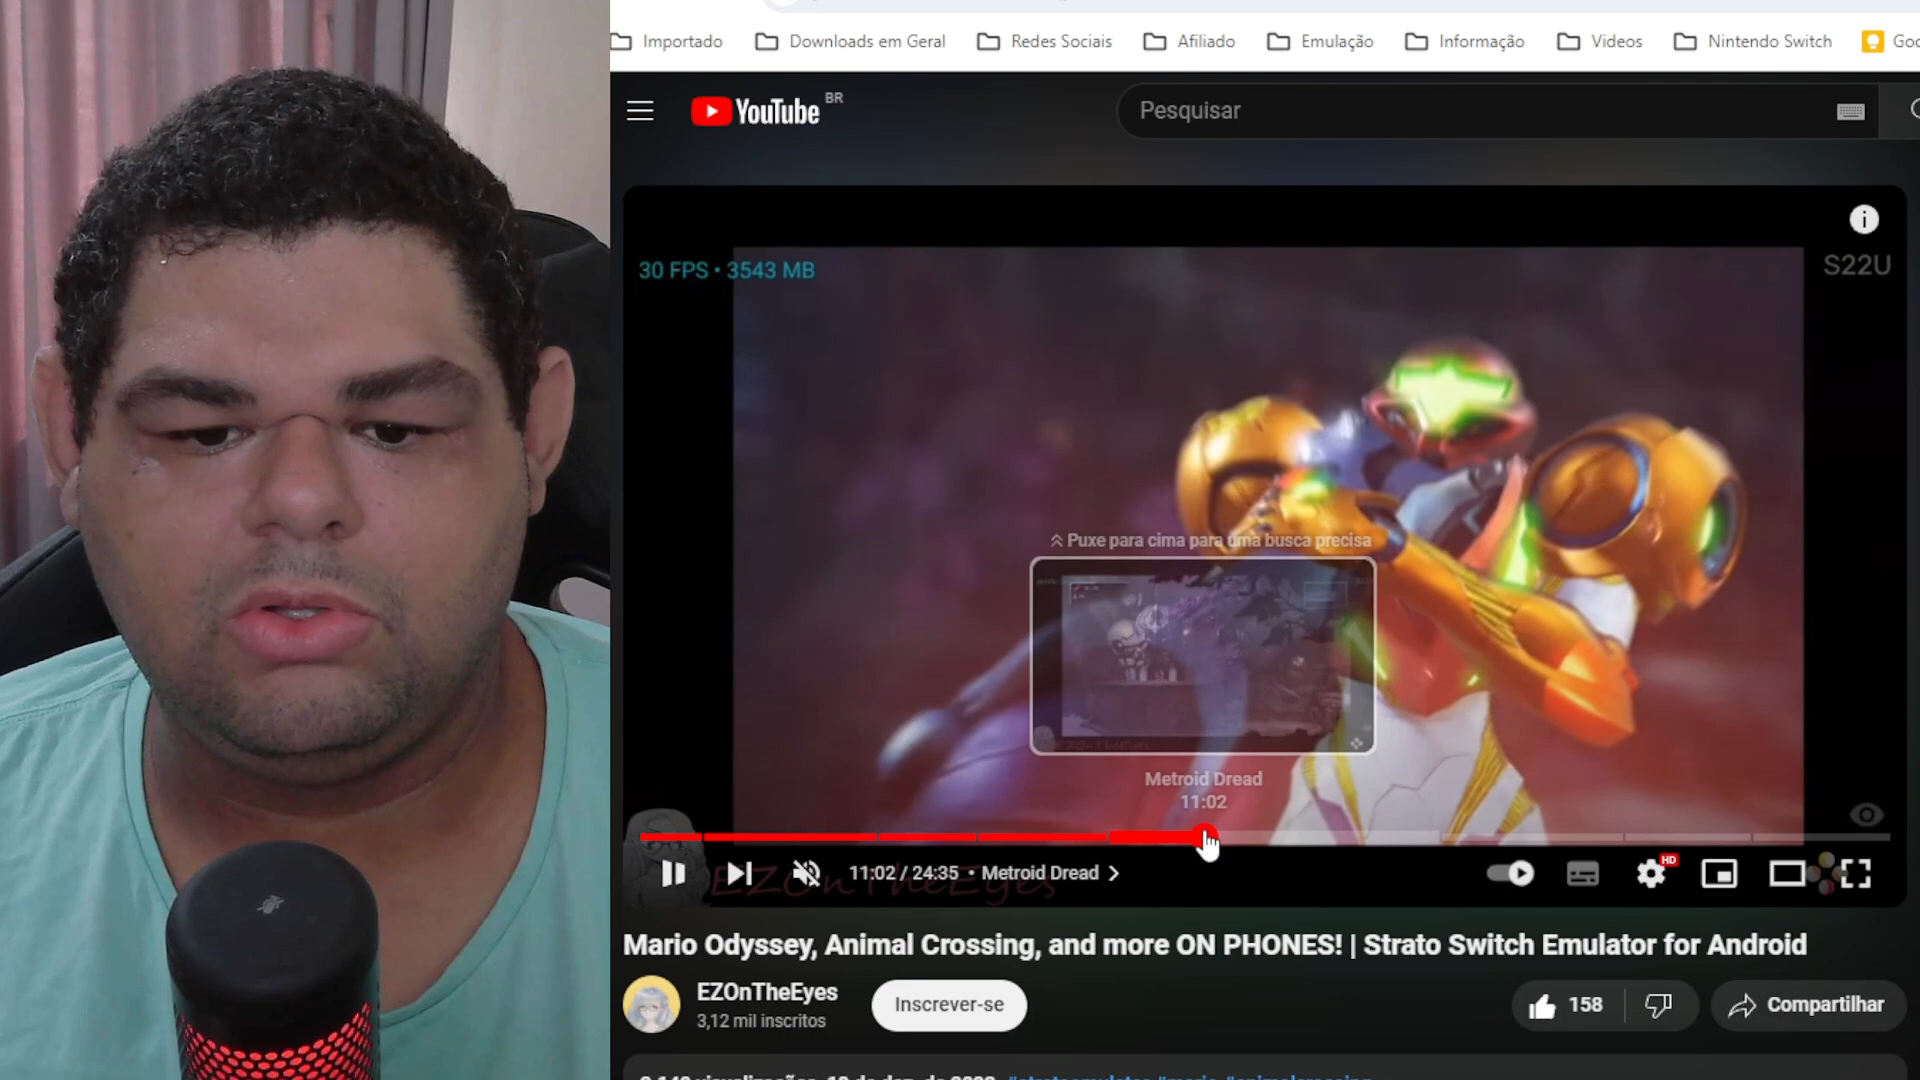 Importado
Downloads em Geral
Redes Sociais
Afiliado
Emulação
Informação
Videos
Nintendo Switch
YouTube BR
Pesquisar
30 FPS • 3543 MB
S22U
Puxe para cima para uma busca precisa
Metroid Dread
11:02
EZOnTheEyes
11:02 / 24:35 • Metroid Dread
HD
Mario Odyssey, Animal Crossing, and more ON PHONES! | Strato Switch Emulator for Android
EZOnTheEyes
3,12 mil inscritos
Inscrever-se
158
Compartilhar